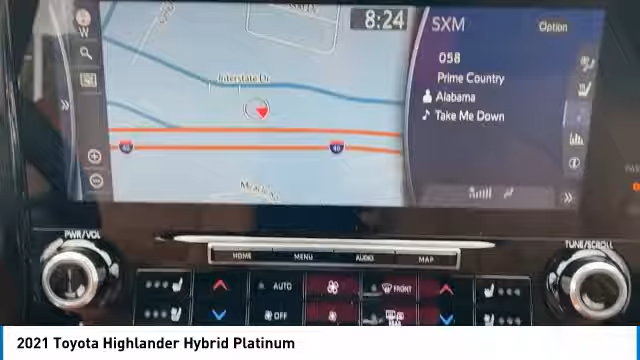 8:24
SXM
Option
W
058
Prime Country
Alabama
Take Me Down
Interstate Dr
40
40
PWR/VOL
TUNE/SCROLL
HOME
MENU
AUDIO
MAP
AUTO
FRONT
OFF
REAR
2021 Toyota Highlander Hybrid Platinum